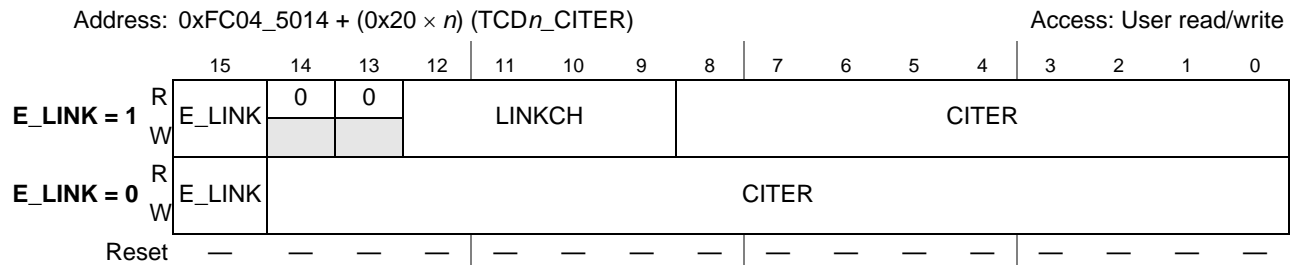 Address: 0xFC04_5014 + (0x20 × n) (TCDn_CITER) Access: User read/write
15 14 13 12 11 10 9 8 7 6 5 4 3 2 1 0
E_LINK = 1 R W E_LINK 0 0 LINKCH CITER
E_LINK = 0 R W E_LINK CITER
Reset — — — — — — — — — — — — — — — —